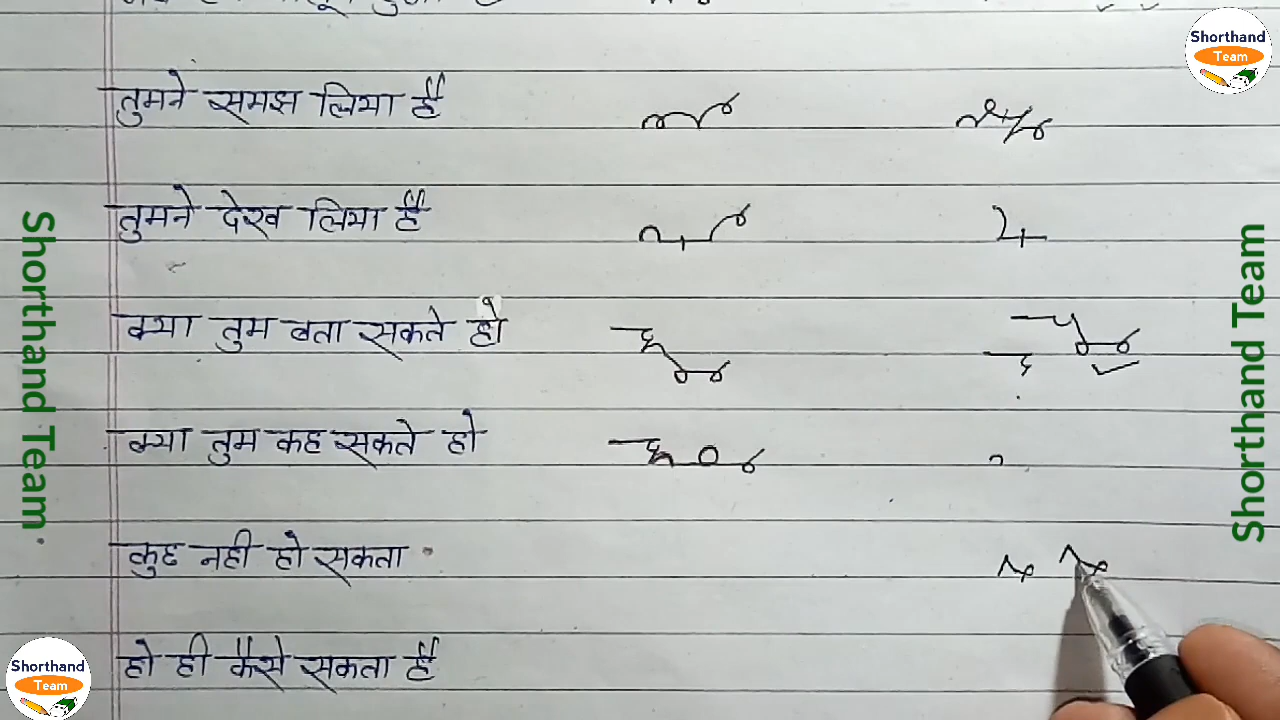 Shorthand
Team
तुमने समझ लिया है
तुमने देख लिया है
क्या तुम बता सकते हो
क्या तुम कह सकते हो
कुछ नही हो सकता
हो ही कैसे सकता है
Shorthand Team
Shorthand Team
Shorthand
Team